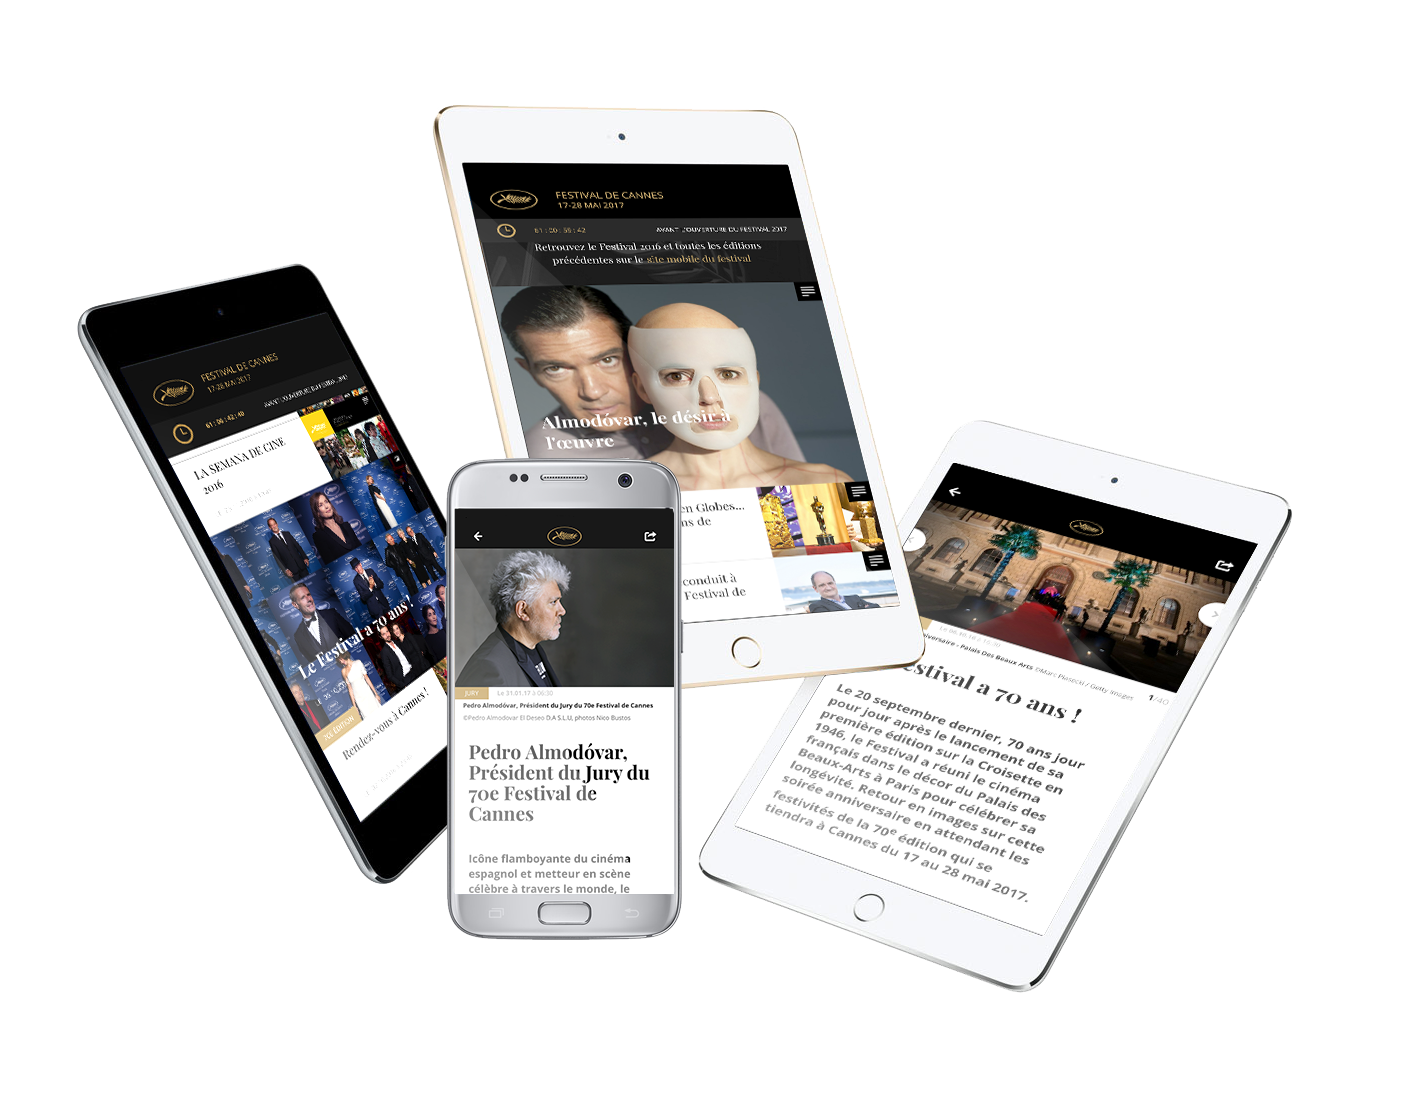 FESTIVAL DE CANNES
17-28 MAI 2017
61 : 06 : 42 : 40
AVANT L'OUVERTURE DU FESTIVAL 2017
LA SEMANA DE CINE
2016
Le Festival a 70 ans !
70E ÉDITION
Rendez-vous à Cannes !
FESTIVAL DE CANNES
17-28 MAI 2017
61 : 00 : 56 : 42
AVANT L'OUVERTURE DU FESTIVAL 2017
Retrouvez le Festival 2016 et toutes les éditions
précédentes sur le site mobile du festival
Almodóvar, le désir à
l'œuvre
en Globes...
ns de
conduit à
Festival de
JURY
Le 31.01.17 à 06:30
Pedro Almodóvar, Président du Jury du 70e Festival de Cannes
©Pedro Almodovar El Deseo D.A S.L.U, photos Nico Bustos
Pedro Almodóvar,
Président du Jury du
70e Festival de
Cannes
Icône flamboyante du cinéma
espagnol et metteur en scène
célèbre à travers le monde, le
niversaire - Palais Des Beaux Arts ©Marc Piasecki / Getty Images
1/40
estival a 70 ans !
Le 20 septembre dernier, 70 ans jour
pour jour après le lancement de sa
première édition sur la Croisette en
1946, le Festival a réuni le cinéma
français dans le décor du Palais des
Beaux-Arts à Paris pour célébrer sa
longévité. Retour en images sur cette
soirée anniversaire en attendant les
festivités de la 70e édition qui se
tiendra à Cannes du 17 au 28 mai 2017.